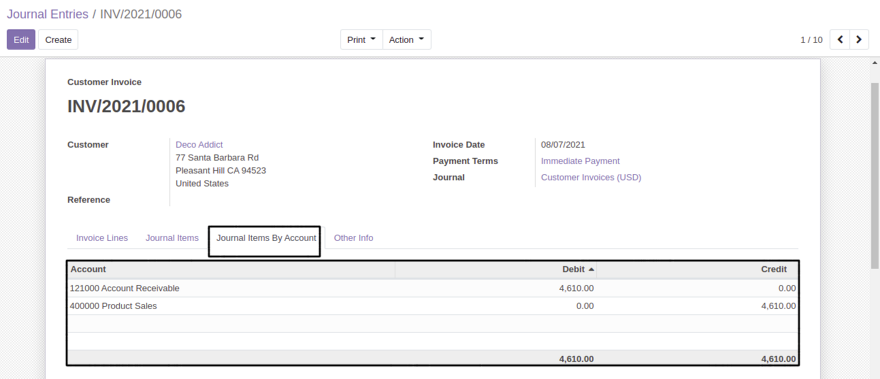 Journal Entries / INV/2021/0006
Edit Create Print Action 1 / 10
Customer Invoice
INV/2021/0006
Customer Deco Addict Invoice Date 08/07/2021
77 Santa Barbara Rd Payment Terms Immediate Payment
Pleasant Hill CA 94523 Journal Customer Invoices (USD)
United States
Reference
Invoice Lines Journal Items Journal Items By Account Other Info
Account Debit Credit
121000 Account Receivable 4,610.00 0.00
400000 Product Sales 0.00 4,610.00
4,610.00 4,610.00